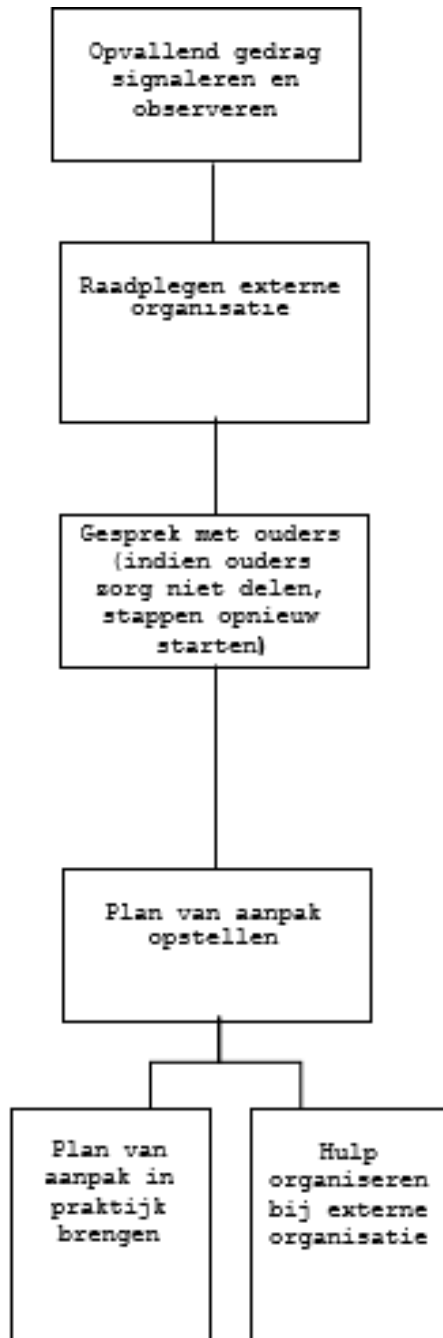 Opvallend gedrag
signaleren en
observeren
Raadplegen externe
organisatie
Gesprek met ouders
(indien ouders
zorg niet delen,
stappen opnieuw
starten)
Plan van aanpak
opstellen
Plan van
aanpak in
praktijk
brengen
Hulp
organiseren
bij externe
organisatie